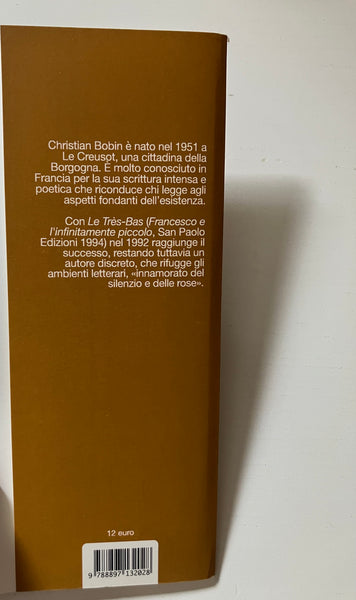 Christian Bobin è nato nel 1951 a
Le Creusot, una cittadina della
Borgogna. È molto conosciuto in
Francia per la sua scrittura intensa e
poetica che riconduce chi legge agli
aspetti fondanti dell'esistenza.
Con Le Très-Bas (Francesco e
l'infinitamente piccolo, San Paolo
Edizioni 1994) nel 1992 raggiunge il
successo, restando tuttavia un
autore discreto, che rifugge gli
ambienti letterari, «innamorato del
silenzio e delle rose».
12 euro
9 788897 132028